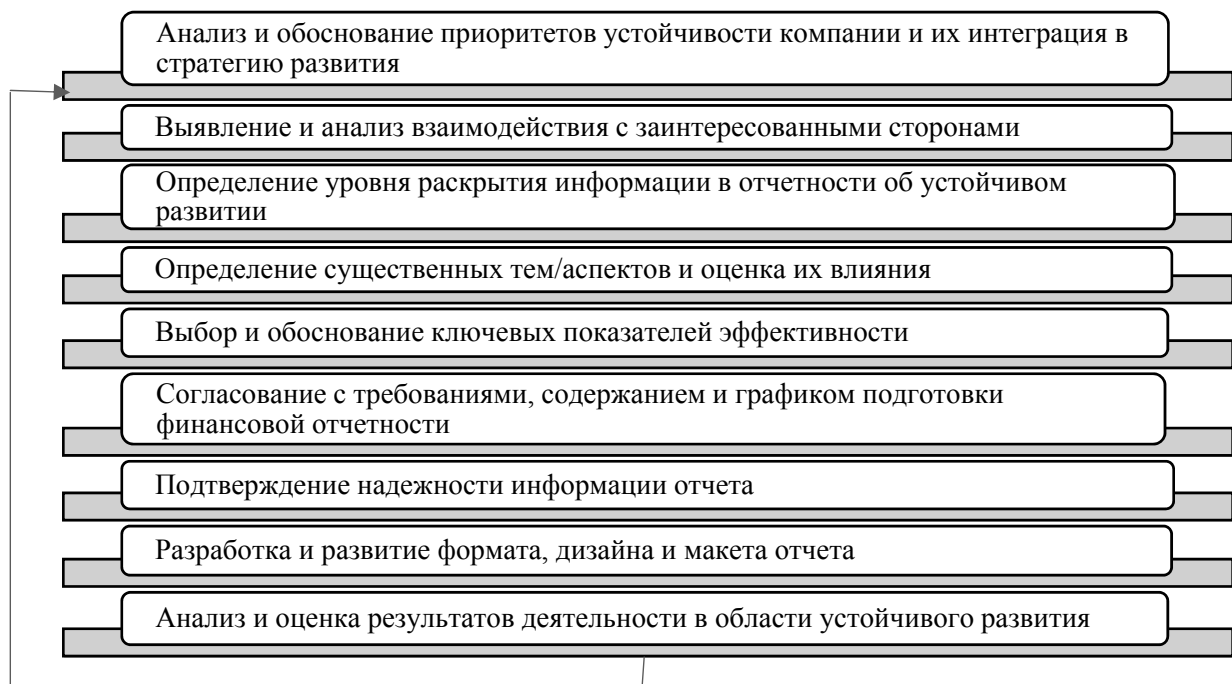 Анализ и обоснование приоритетов устойчивости компании и их интеграция в
стратегию развития
Выявление и анализ взаимодействия с заинтересованными сторонами
Определение уровня раскрытия информации в отчетности об устойчивом
развитии
Определение существенных тем/аспектов и оценка их влияния
Выбор и обоснование ключевых показателей эффективности
Согласование с требованиями, содержанием и графиком подготовки
финансовой отчетности
Подтверждение надежности информации отчета
Разработка и развитие формата, дизайна и макета отчета
Анализ и оценка результатов деятельности в области устойчивого развития